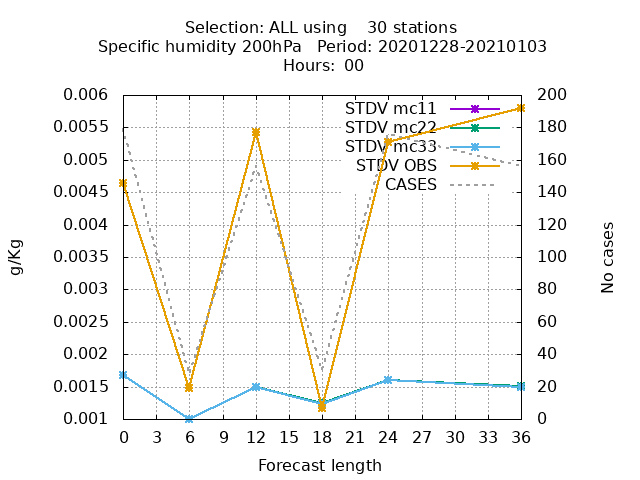 Selection: ALL using    30 stations
Specific humidity 200hPa   Period: 20201228-20210103
Hours:  00
0.006
0.0055
0.005
0.0045
0.004
0.0035
0.003
0.0025
0.002
0.0015
0.001
g/Kg
STDV mc11
STDV mc22
STDV mc33
STDV OBS
CASES
200
180
160
140
120
100
80
60
40
20
0
No cases
0 3 6 9 12 15 18 21 24 27 30 33 36
Forecast length